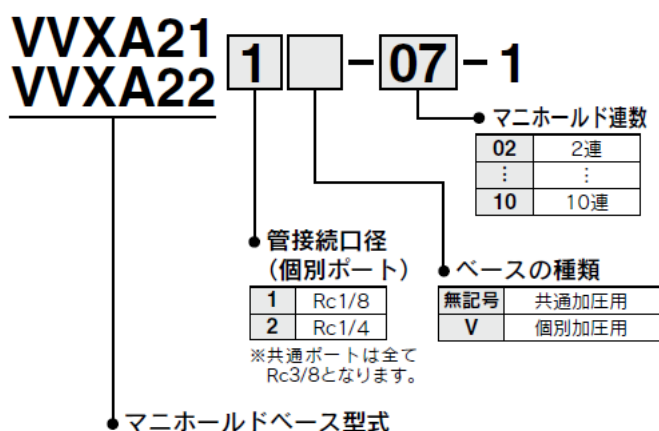 VVXA21
VVXA22
1 - 07 - 1
マニホールド連数
02 2連
⋮ ⋮
10 10連
管接続口径
（個別ポート）
1 Rc1/8
2 Rc1/4
※共通ポートは全て
Rc3/8となります。
ベースの種類
無記号 共通加圧用
V 個別加圧用
マニホールドベース型式